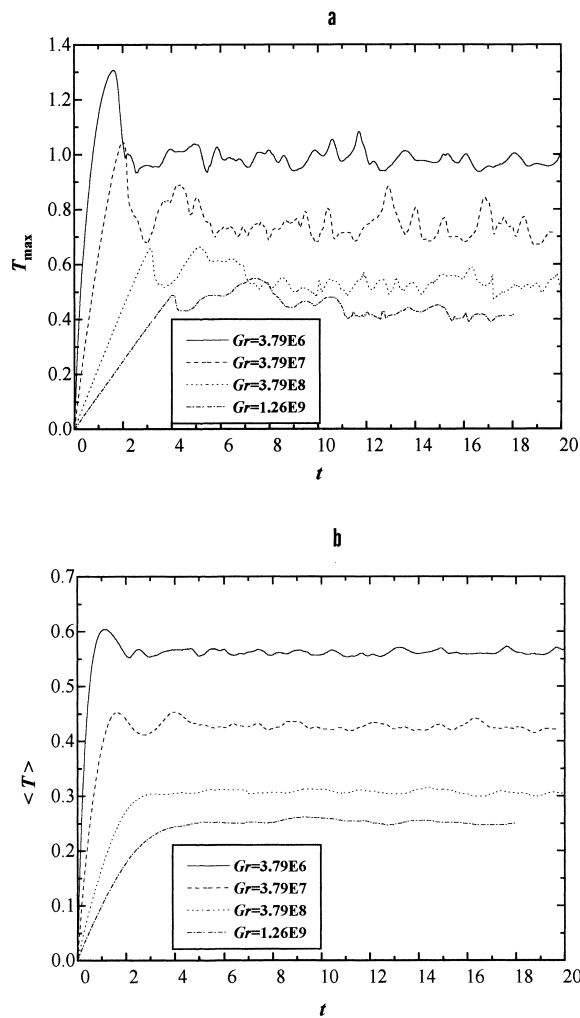 a
1.4
1.2
1.0
0.8
0.6
0.4
0.2
0.0
T max
Gr=3.79E6
Gr=3.79E7
Gr=3.79E8
Gr=1.26E9
0 2 4 6 8 10 12 14 16 18 20
t
b
0.7
0.6
0.5
0.4
0.3
0.2
0.1
0.0
< T >
Gr=3.79E6
Gr=3.79E7
Gr=3.79E8
Gr=1.26E9
0 2 4 6 8 10 12 14 16 18 20
t